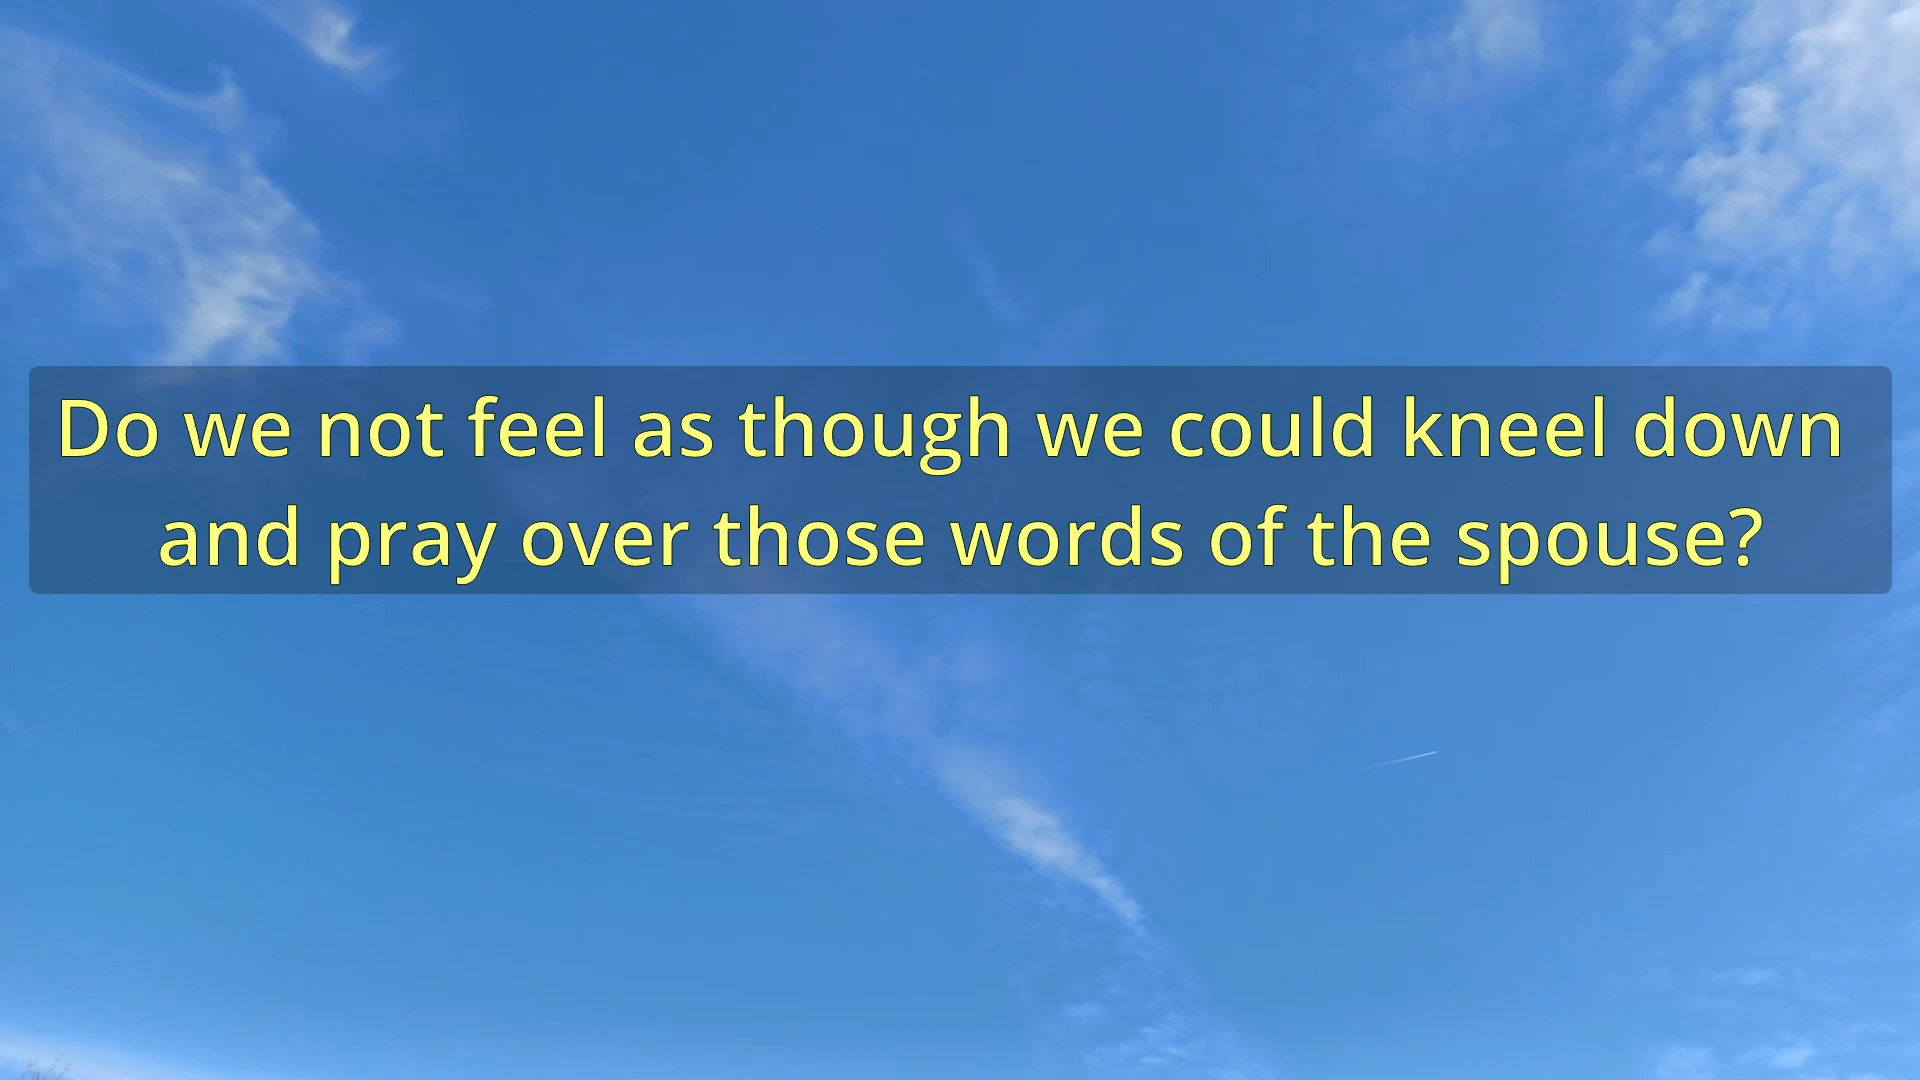 Do we not feel as though we could kneel down
and pray over those words of the spouse?